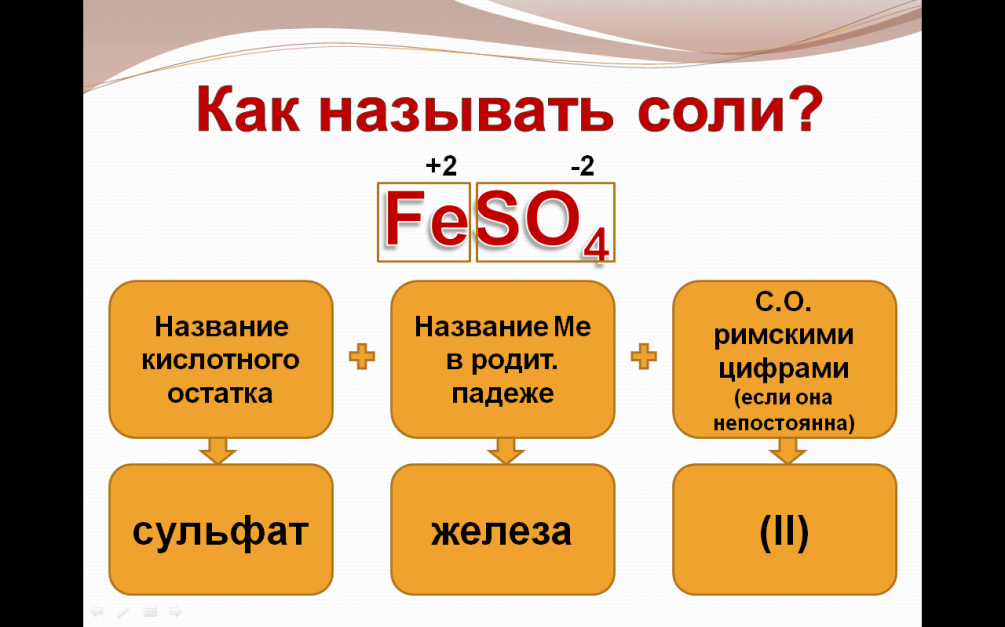 Как называть соли?
+2 -2
FeSO₄
Название
кислотного
остатка
Название Ме
в родит.
падеже
С.О.
римскими
цифрами
(если она
непостоянна)
сульфат
железа
(II)